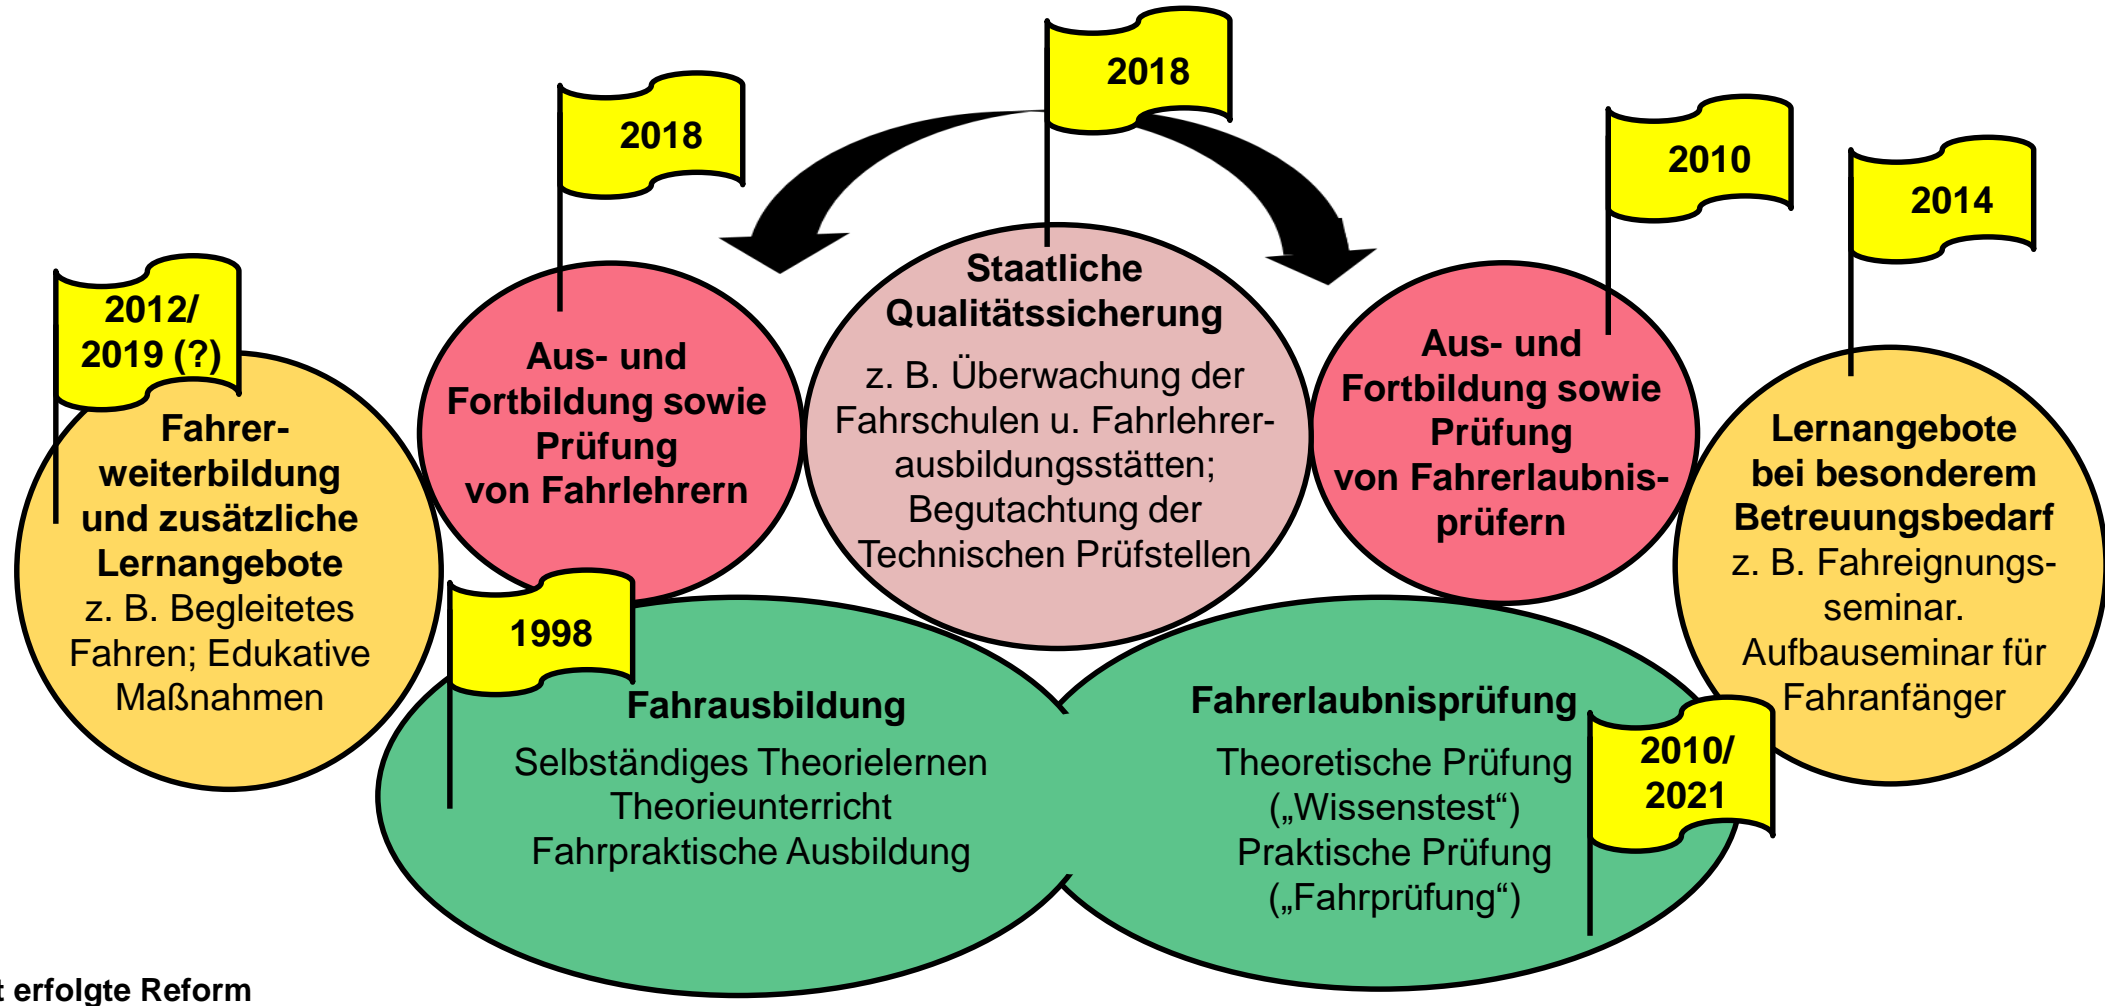 2012/
2019 (?)
Fahrer-
weiterbildung
und zusätzliche
Lernangebote
z. B. Begleitetes
Fahren; Edukative
Maßnahmen
2018
Aus- und
Fortbildung sowie
Prüfung
von Fahrlehrern
2018
Staatliche
Qualitätssicherung
z. B. Überwachung der
Fahrschulen u. Fahrlehrer-
ausbildungsstätten;
Begutachtung der
Technischen Prüfstellen
2010
Aus- und
Fortbildung sowie
Prüfung
von Fahrerlaubnis-
prüfern
2014
Lernangebote
bei besonderem
Betreuungsbedarf
z. B. Fahreignungs-
seminar.
Aufbauseminar für
Fahranfänger
1998
Fahrausbildung
Selbständiges Theorielernen
Theorieunterricht
Fahrpraktische Ausbildung
Fahrerlaubnisprüfung
Theoretische Prüfung
(„Wissenstest“)
Praktische Prüfung
(„Fahrprüfung“)
2010/
2021
erfolgte Reform